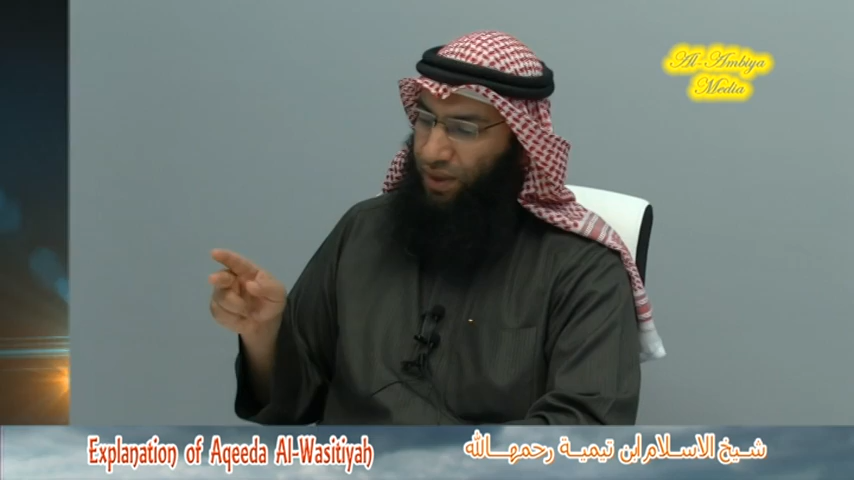 Al-Ambiya
Media
Explanation of Aqeeda Al-Wasitiyah
شيخ الاسلام ابن تيمية رحمه الله